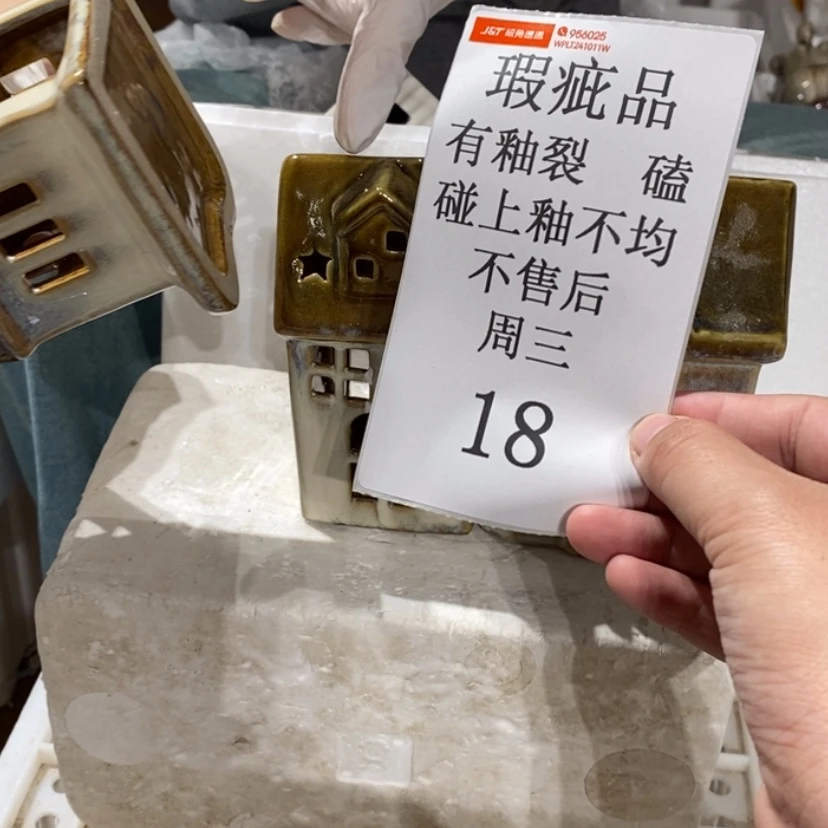 J&T 极兔速递 956025
WPLT241011W
瑕疵品
有釉裂 磕
碰上釉不均
不售后
周三
18